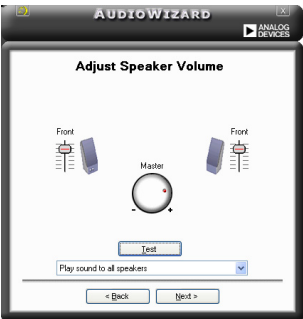 AUDIOWIZARD
X
ANALOG
DEVICES
Adjust Speaker Volume
Front
Front
Master
- +
Test
Play sound to all speakers
< Back
Next >